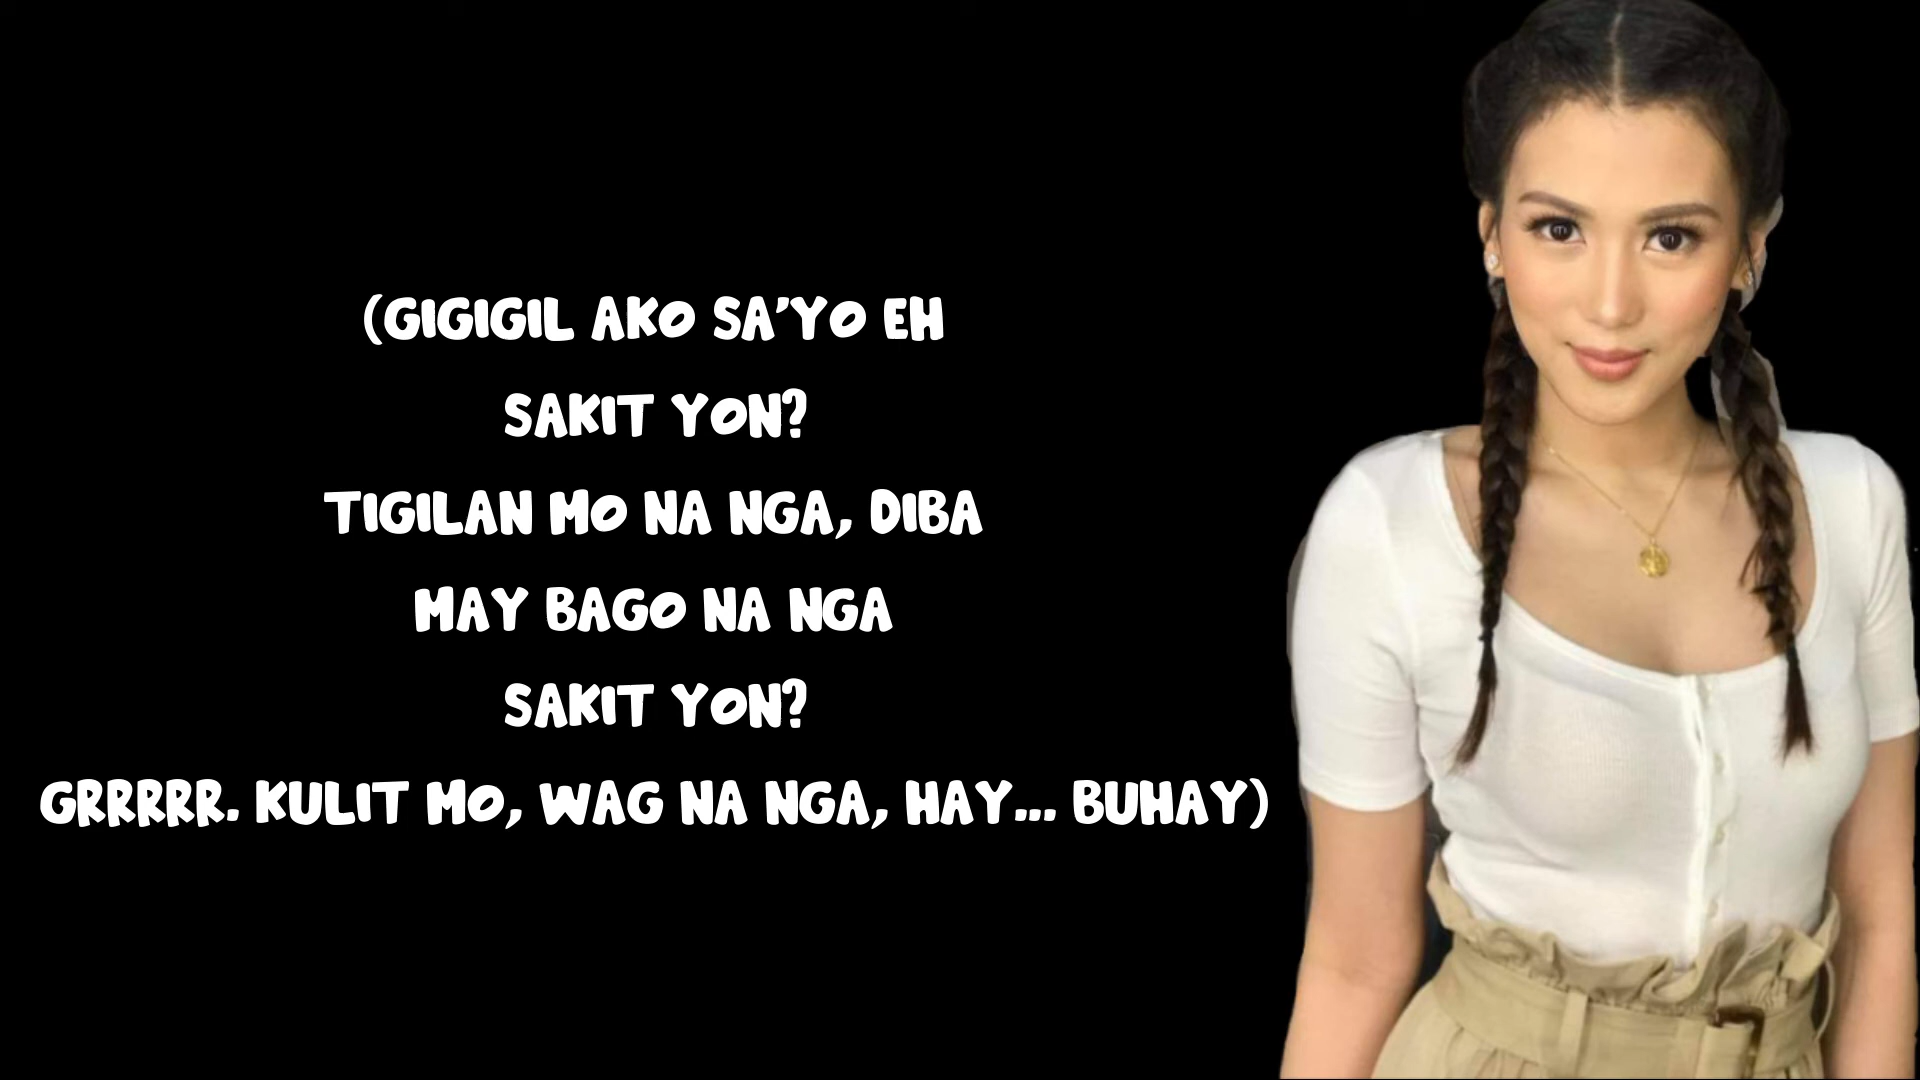 (GIGIGIL AKO SA'YO EH
SAKIT YON?
TIGILAN MO NA NGA, DIBA
MAY BAGO NA NGA
SAKIT YON?
GRRRRR. KULIT MO, WAG NA NGA, HAY... BUHAY)